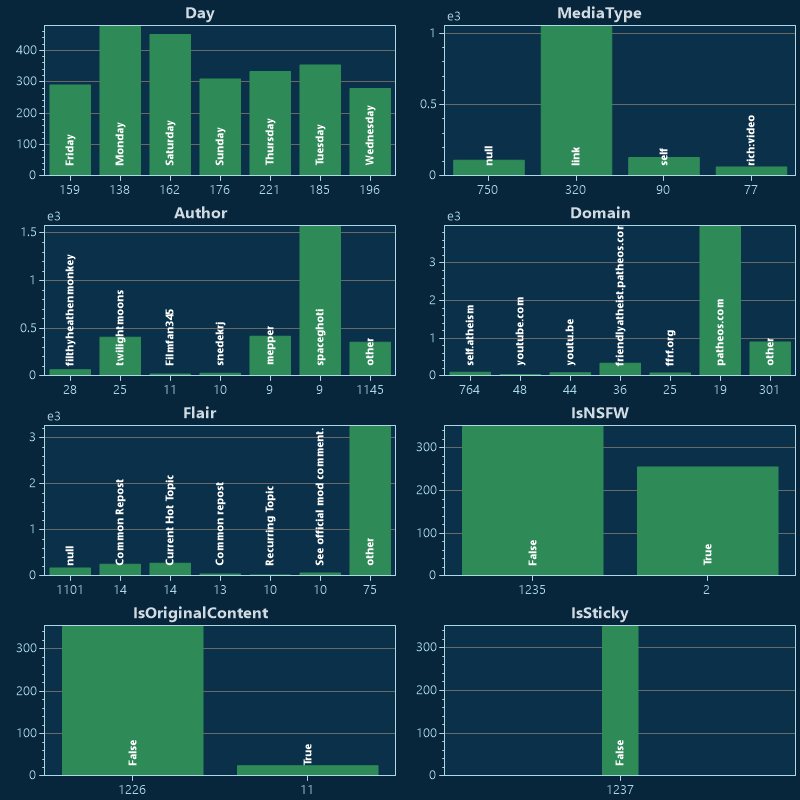 Day
400
300
200
100
0
Friday
Monday
Saturday
Sunday
Thursday
Tuesday
Wednesday
159 138 162 176 221 185 196
MediaType
1e3
1
0.5
0
null
link
self
rich:video
750 320 90 77
Author
e3
1.5
1
0.5
0
filthyheathenmonkey
twilightmoons
Filmfan345
snedekrj
mepper
spaceghoti
other
28 25 11 10 9 9 1145
Domain
e3
3
2
1
0
self.atheism
youtube.com
youtu.be
friendlyatheist.patheos.com
ffrf.org
patheos.com
other
764 48 44 36 25 19 301
Flair
e3
3
2
1
0
null
Common Repost
Current Hot Topic
Common repost
Recurring Topic
See official mod comment.
other
1101 14 14 13 10 10 75
IsNSFW
300
200
100
0
False
True
1235 2
IsOriginalContent
300
200
100
0
False
True
1226 11
IsSticky
300
200
100
0
False
1237